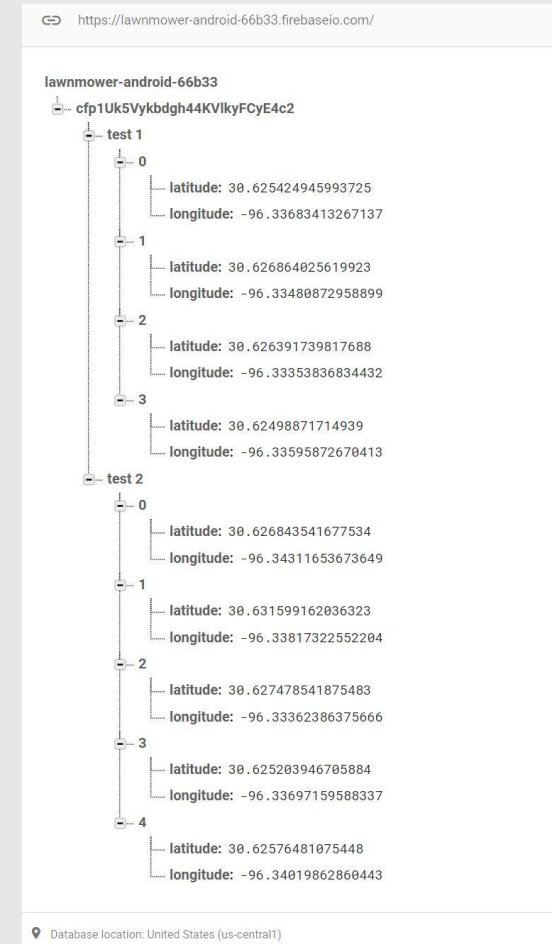 https://lawnmower-android-66b33.firebaseio.com/
lawnmower-android-66b33
cfp1Uk5Vykbdgh44KVlkyFCyE4c2
test 1
0
latitude: 30.625424945993725
longitude: -96.33683413267137
1
latitude: 30.626864025619923
longitude: -96.33480872958899
2
latitude: 30.626391739817688
longitude: -96.33353836834432
3
latitude: 30.62498871714939
longitude: -96.33595872670413
test 2
0
latitude: 30.626843541677534
longitude: -96.34311653673649
1
latitude: 30.631599162036323
longitude: -96.33817322552204
2
latitude: 30.627478541875483
longitude: -96.33362386375666
3
latitude: 30.625203946705884
longitude: -96.33697159588337
4
latitude: 30.62576481075448
longitude: -96.34019862860443
Database location: United States (us-central1)